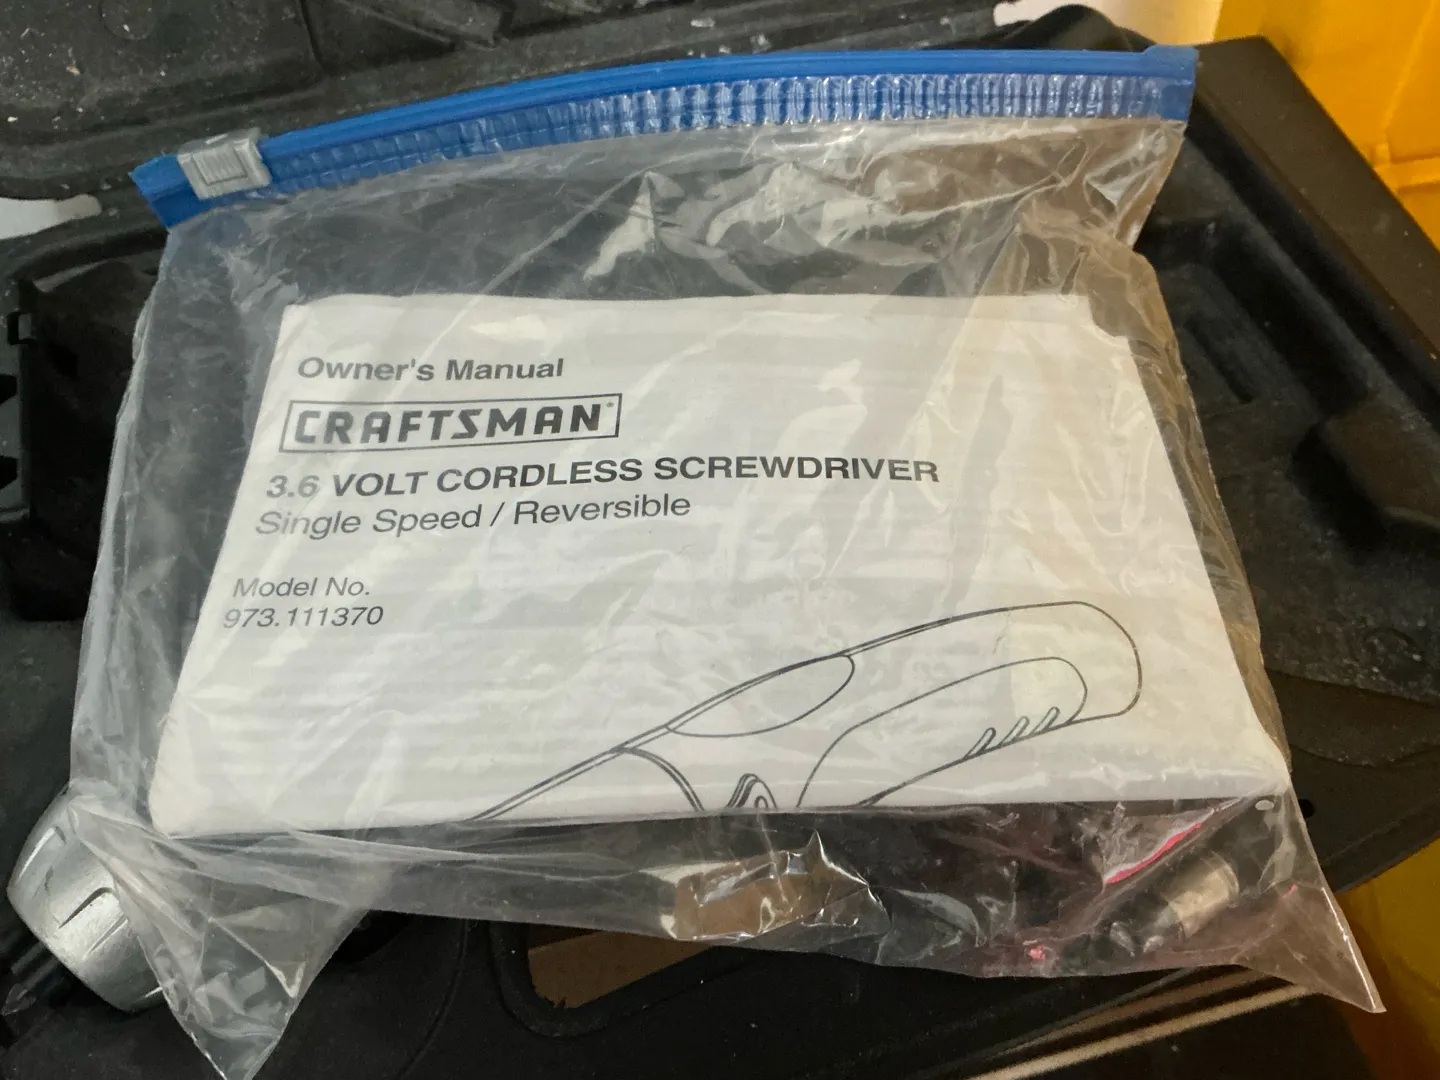 Owner's Manual
CRAFTSMAN®
3.6 VOLT CORDLESS SCREWDRIVER
Single Speed / Reversible
Model No.
973.111370